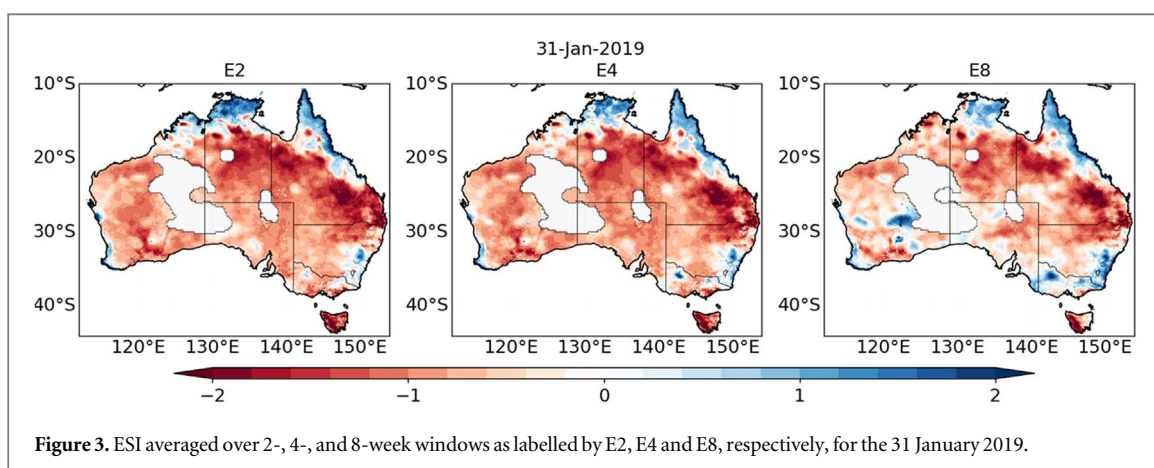 31-Jan-2019
E2 E4 E8
10°S 10°S 10°S
20°S 20°S 20°S
30°S 30°S 30°S
40°S 40°S 40°S
120°E 130°E 140°E 150°E 120°E 130°E 140°E 150°E 120°E 130°E 140°E 150°E
−2 −1 0 1 2
Figure 3. ESI averaged over 2-, 4-, and 8-week windows as labelled by E2, E4 and E8, respectively, for the 31 January 2019.